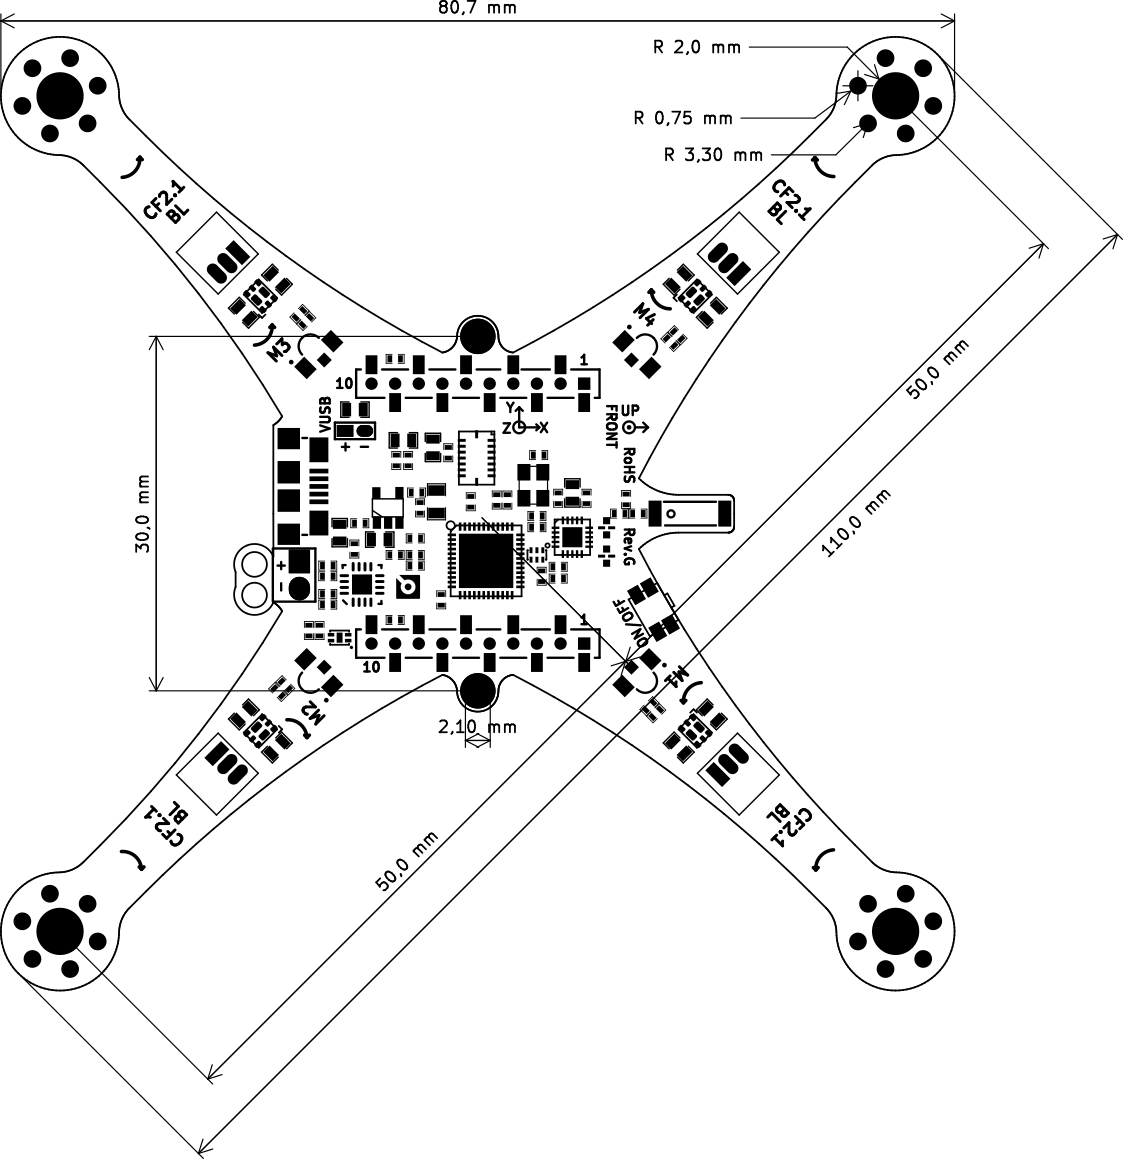 80,7 mm
R 2,0 mm
R 0,75 mm
R 3,30 mm
CF2.1
BL
CF2.1
BL
M3
M4
50,0 mm
110,0 mm
30,0 mm
10
1
VUSB
+ -
Y
Z X
UP
FRONT
RoHS
Rev.G
+
-
ON/OFF
1
10
M2
M1
2,10 mm
50,0 mm
CF2.1
BL
CF2.1
BL